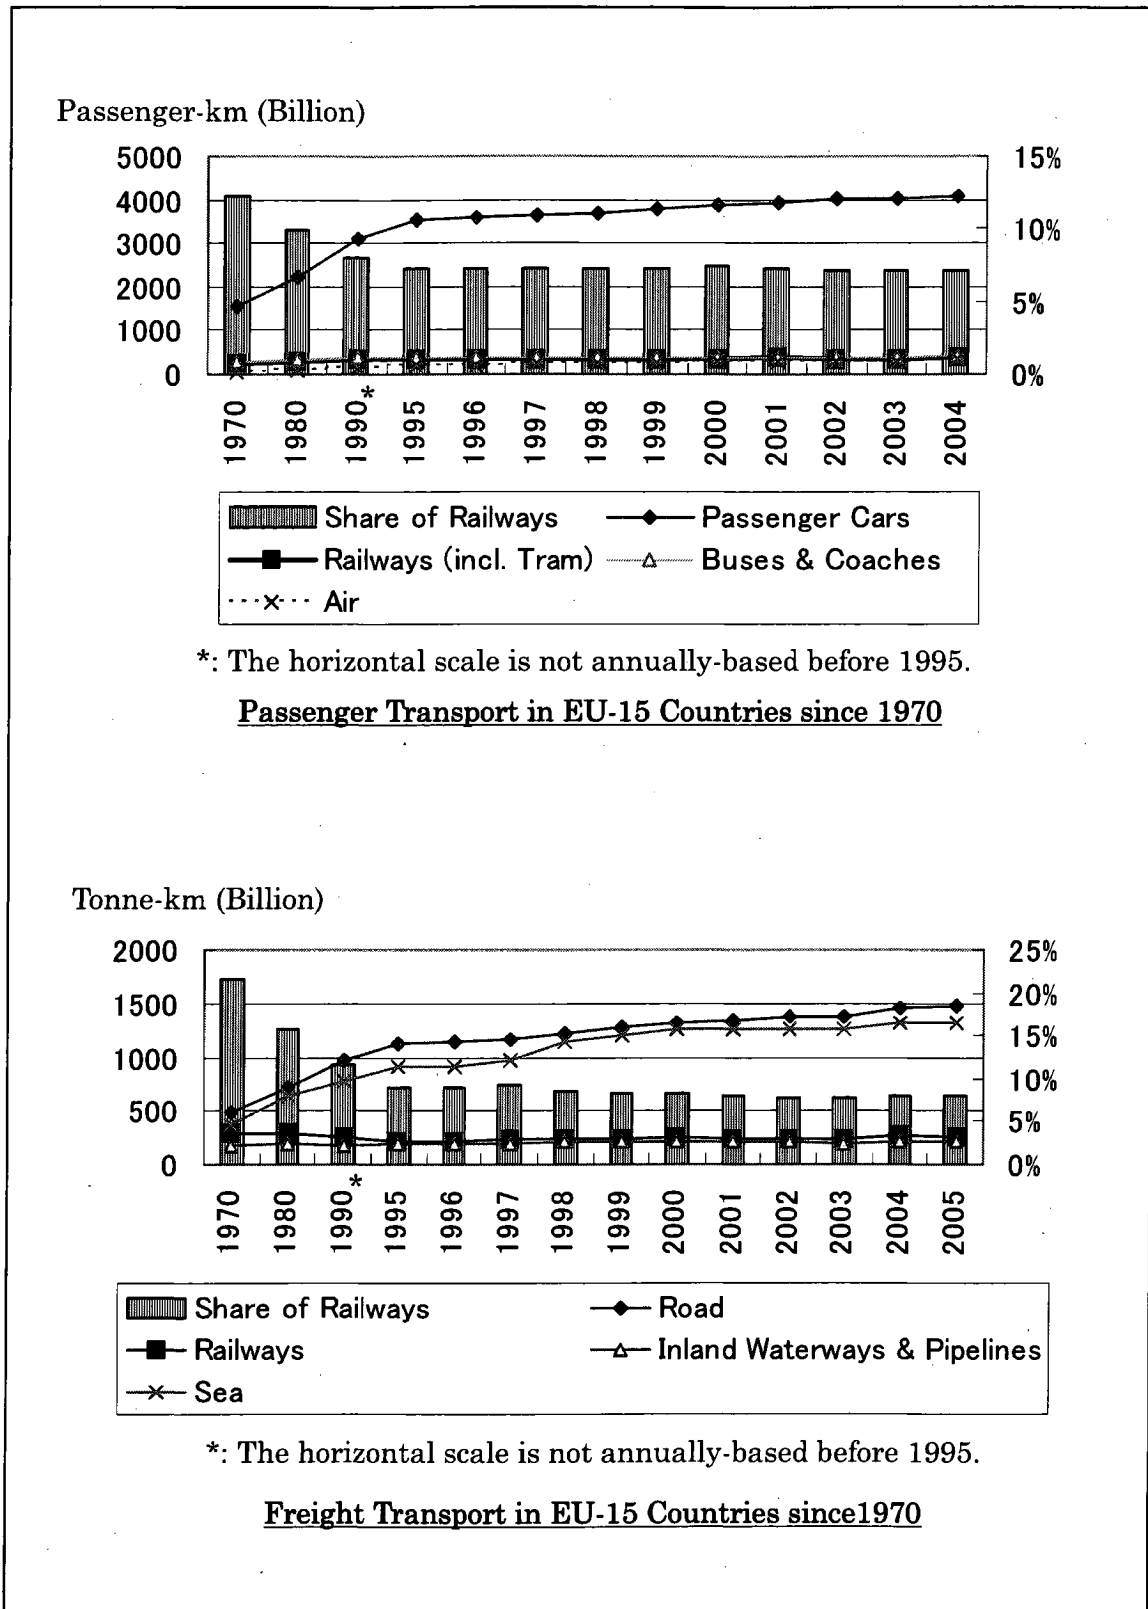 Passenger-km (Billion)
5000 15%
4000
3000 10%
2000
1000 5%
0 0%
1970 1980 1990* 1995 1996 1997 1998 1999 2000 2001 2002 2003 2004
Share of Railways Passenger Cars
Railways (incl. Tram) Buses & Coaches
Air
*: The horizontal scale is not annually-based before 1995.
Passenger Transport in EU-15 Countries since 1970
Tonne-km (Billion)
2000 25%
1500 20%
1000 15%
500 10%
0 5%
0%
1970 1980 1990* 1995 1996 1997 1998 1999 2000 2001 2002 2003 2004 2005
Share of Railways Road
Railways Inland Waterways & Pipelines
Sea
*: The horizontal scale is not annually-based before 1995.
Freight Transport in EU-15 Countries since1970